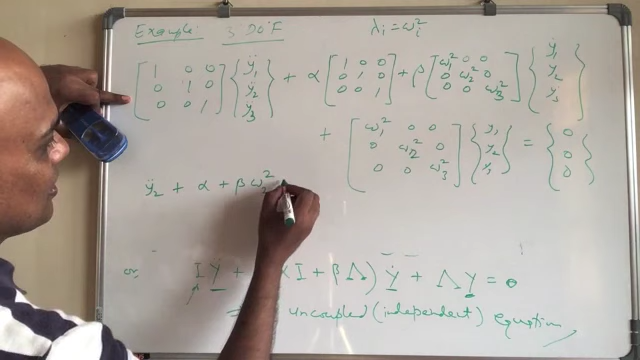 Example 3 DOF λi = ωi²
[1 0 0; 0 1 0; 0 0 1] {ÿ1; ÿ2; ÿ3} + α [1 0 0; 0 1 0; 0 0 1] + β [ω1² 0 0; 0 ω2² 0; 0 0 ω3²] {ẏ1; ẏ2; ẏ3}
+ [ω1² 0 0; 0 ω2² 0; 0 0 ω3²] {y1; y2; y3} = {0; 0; 0}
ÿ2 + α + β ω2²
or I Ÿ + αI + βΛ) Ẏ + Λ Y = 0
uncoupled (independent) equation